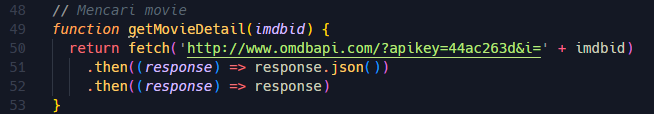 48 // Mencari movie
49 function getMovieDetail(imdbid) {
50 return fetch('http://www.omdbapi.com/?apikey=44ac263d&i=' + imdbid)
51 .then((response) => response.json())
52 .then((response) => response)
53 }